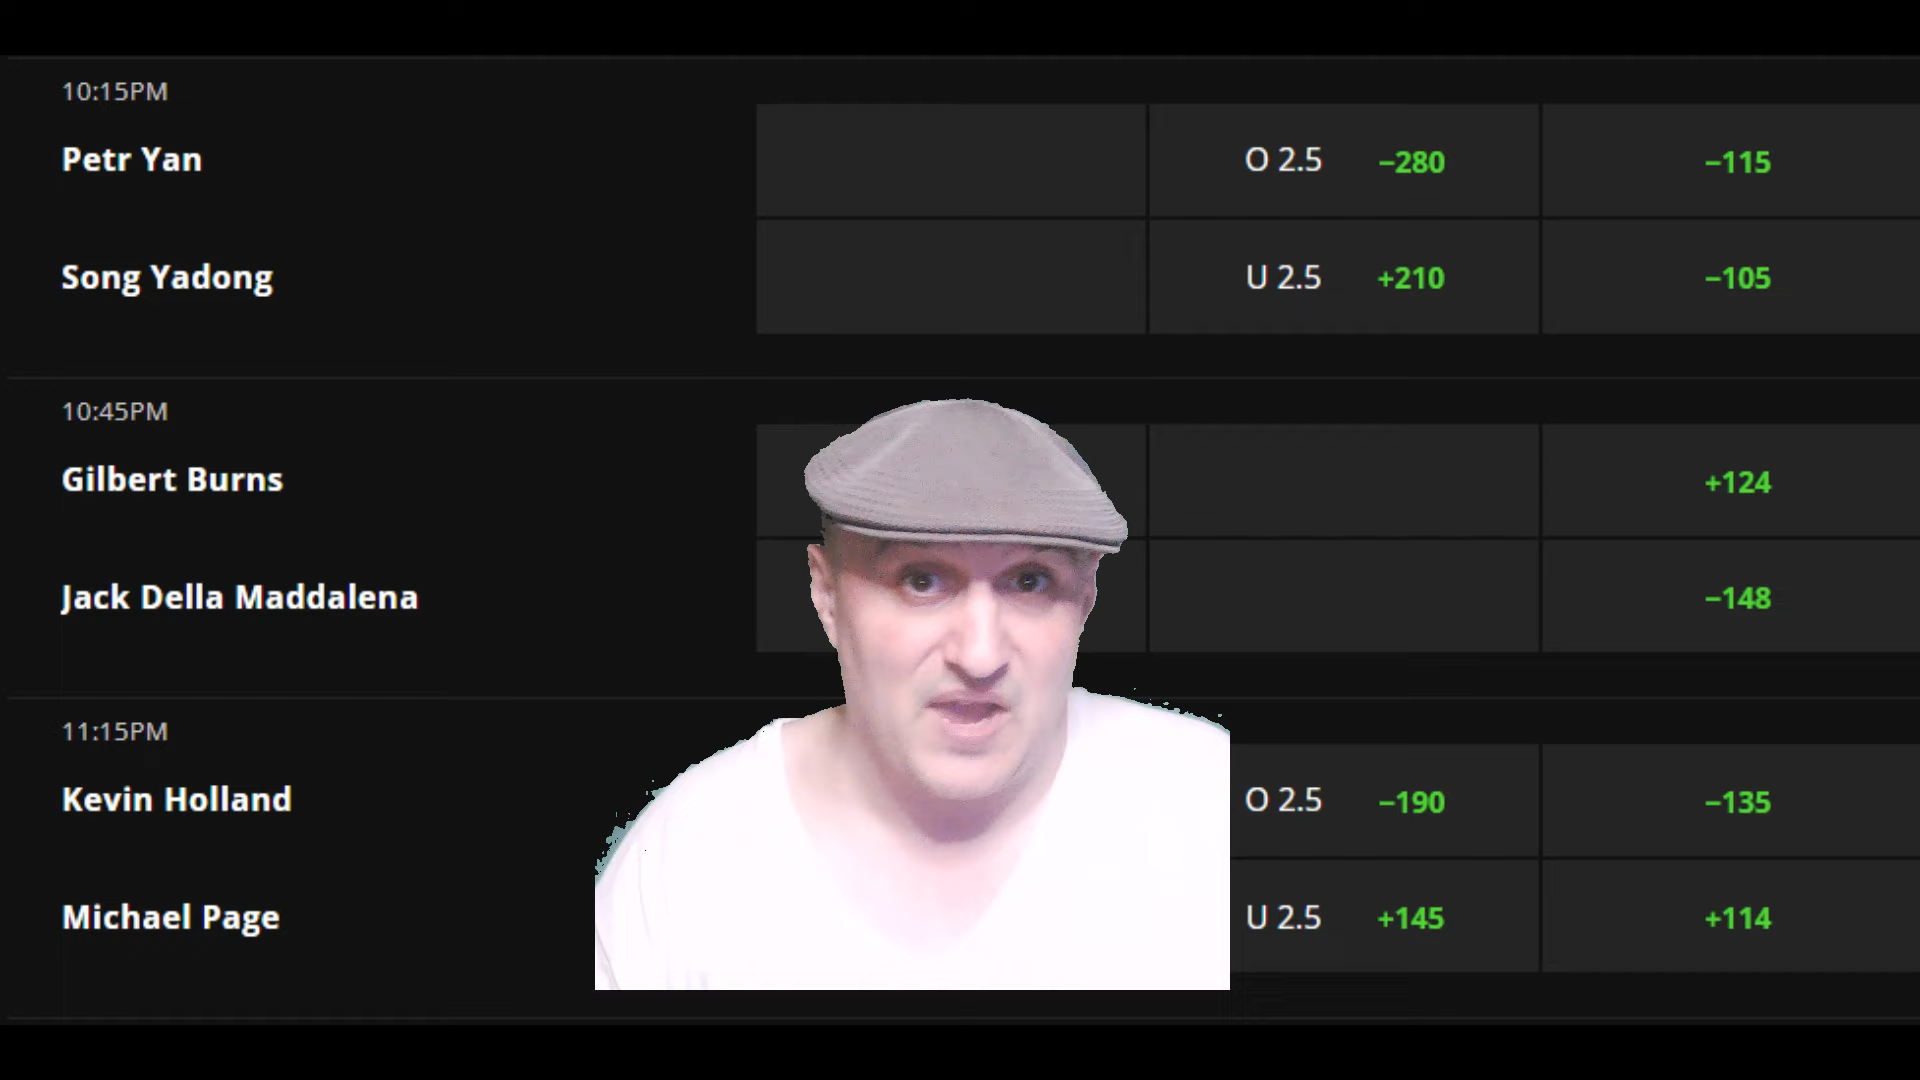 10:15PM
Petr Yan O 2.5 −280 −115
Song Yadong U 2.5 +210 −105
10:45PM
Gilbert Burns +124
Jack Della Maddalena −148
11:15PM
Kevin Holland O 2.5 −190 −135
Michael Page U 2.5 +145 +114